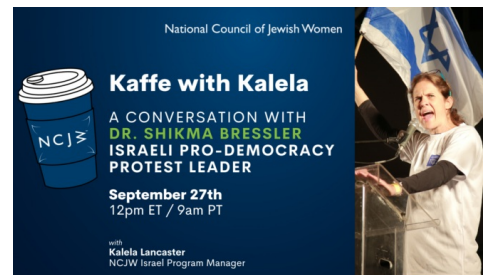 National Council of Jewish Women
Kaffe with Kalela
NCJW
A CONVERSATION WITH
DR. SHIKMA BRESSLER
ISRAELI PRO-DEMOCRACY
PROTEST LEADER
September 27th
12pm ET / 9am PT
with
Kalela Lancaster
NCJW Israel Program Manager